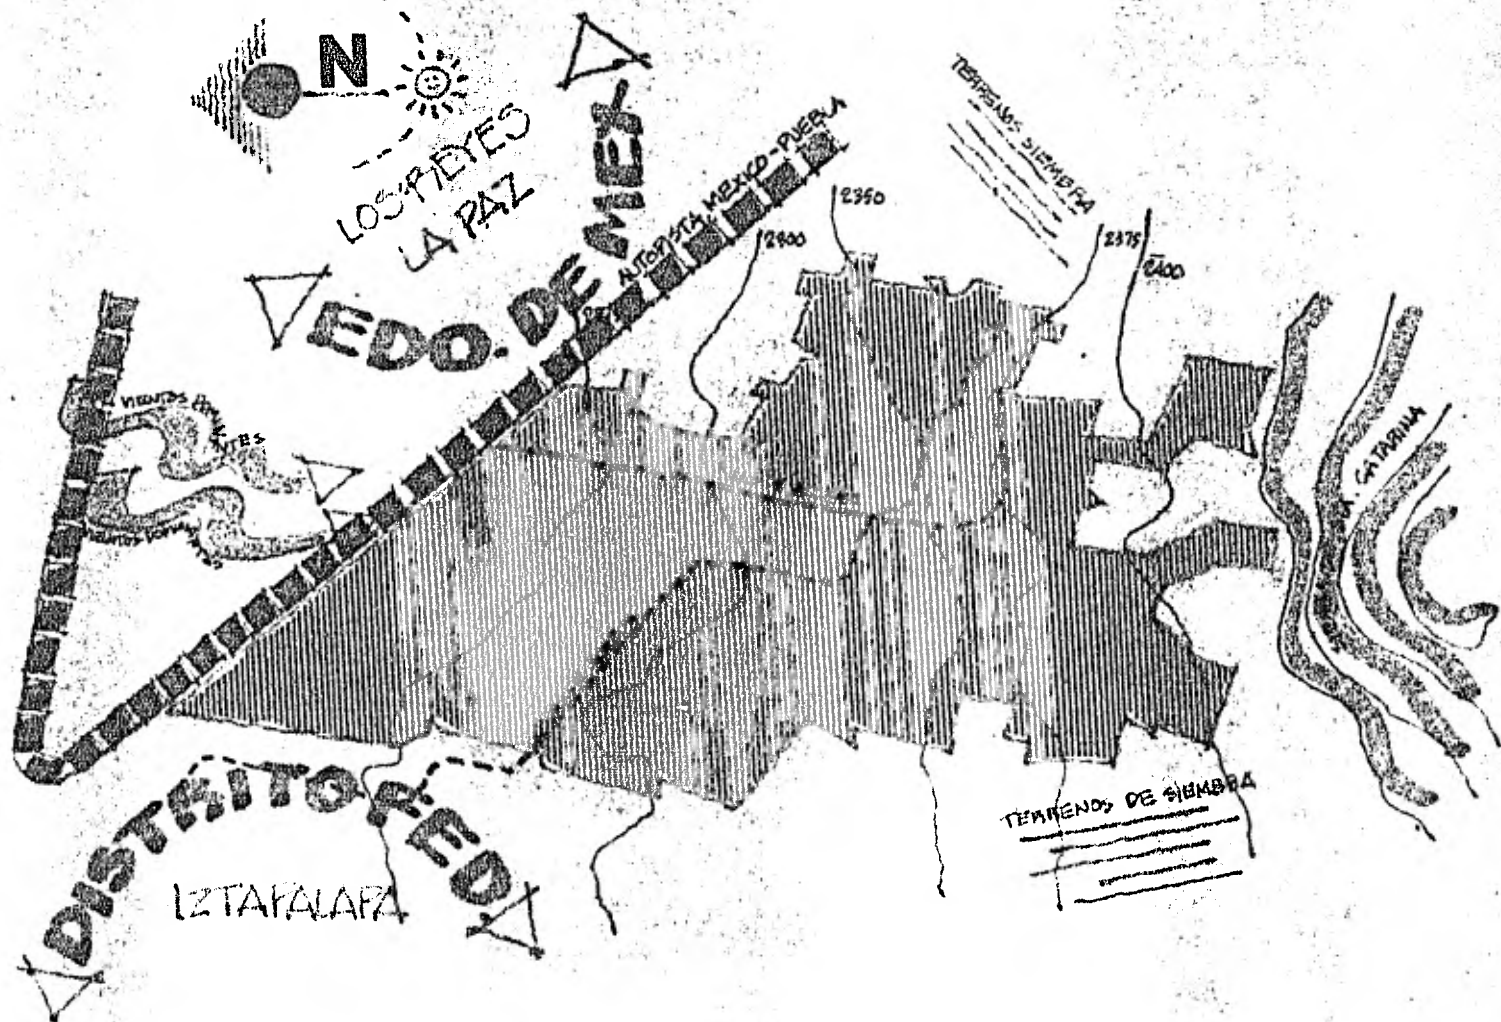 N
LOS REYES
LA PAZ
EDO. DE MEX
AUTOPISTA MEXICO-PUEBLA
TERRENOS SIEMBRA
2350
2300
2375
2400
VIENTOS
CATARINA
DISTRITO FED.
IZTAPALAPA
TERRENOS DE SIEMBRA